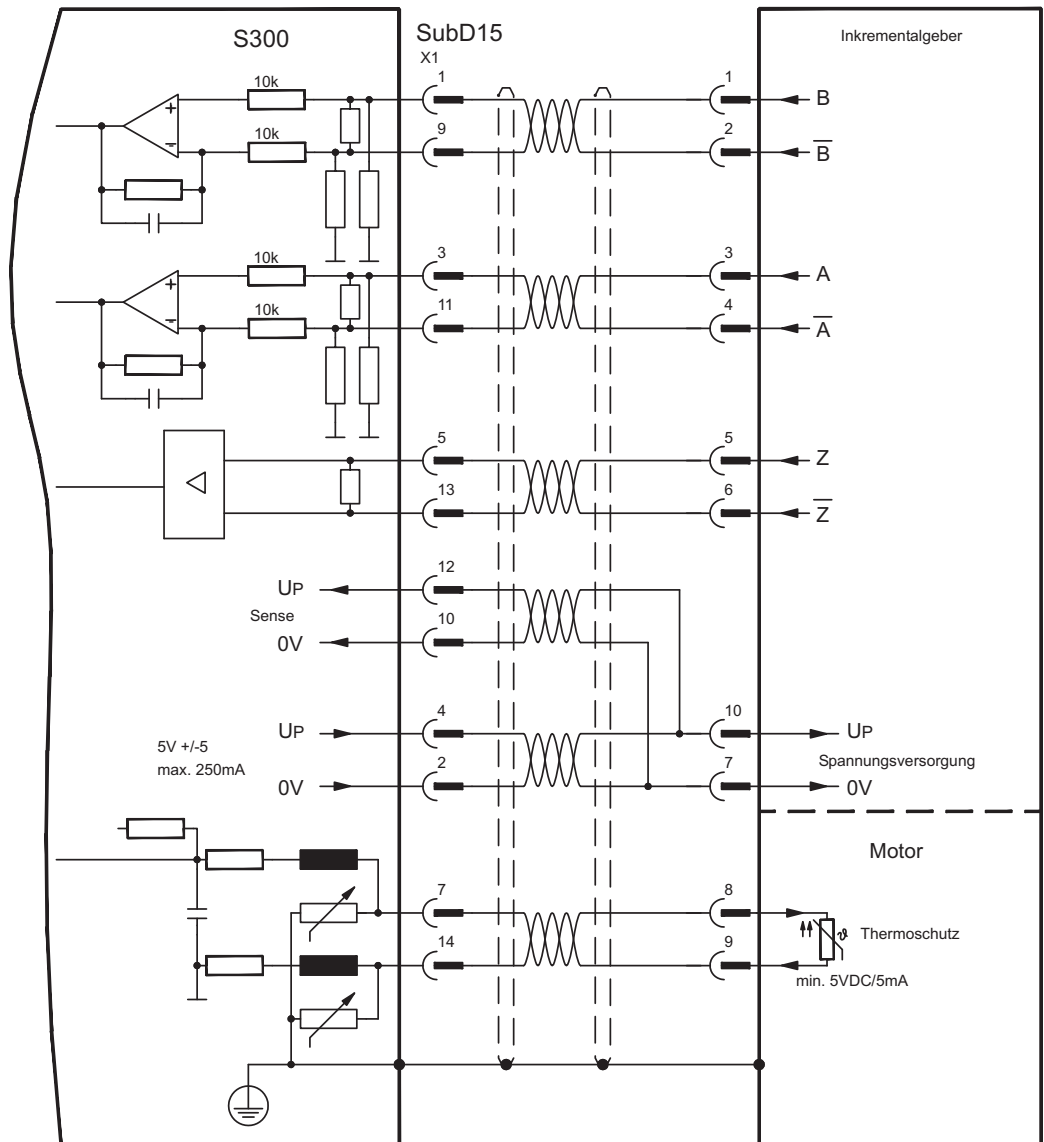 S300
SubD15
Inkrementalgeber
X1
10k
1
1
B
10k
9
2
B̅
10k
3
3
A
10k
11
4
A̅
5
5
Z
13
6
Z̅
UP
12
Sense
0V
10
UP
4
10
UP
5V +/-5
max. 250mA
Spannungsversorgung
0V
2
7
0V
Motor
7
8
Thermoschutz
14
9
min. 5VDC/5mA
+
-
+
-
ϑ